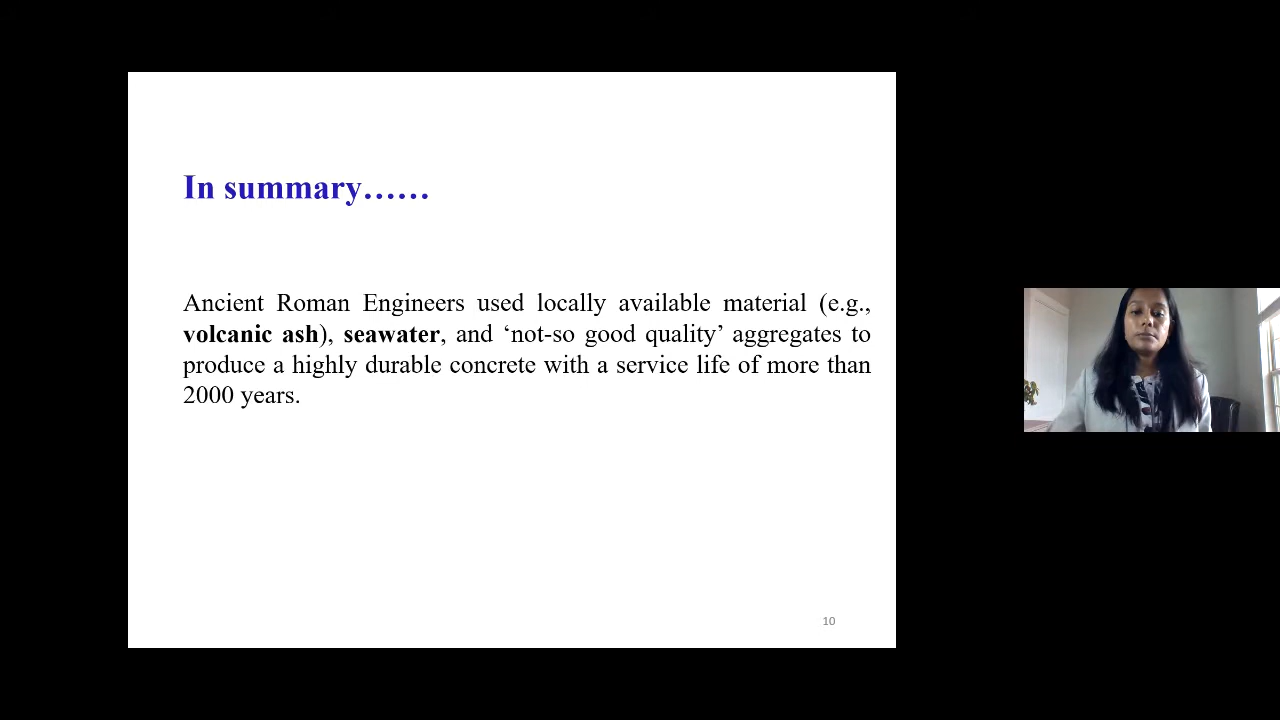 In summary……
Ancient Roman Engineers used locally available material (e.g.,
volcanic ash), seawater, and ‘not-so good quality’ aggregates to
produce a highly durable concrete with a service life of more than
2000 years.
10